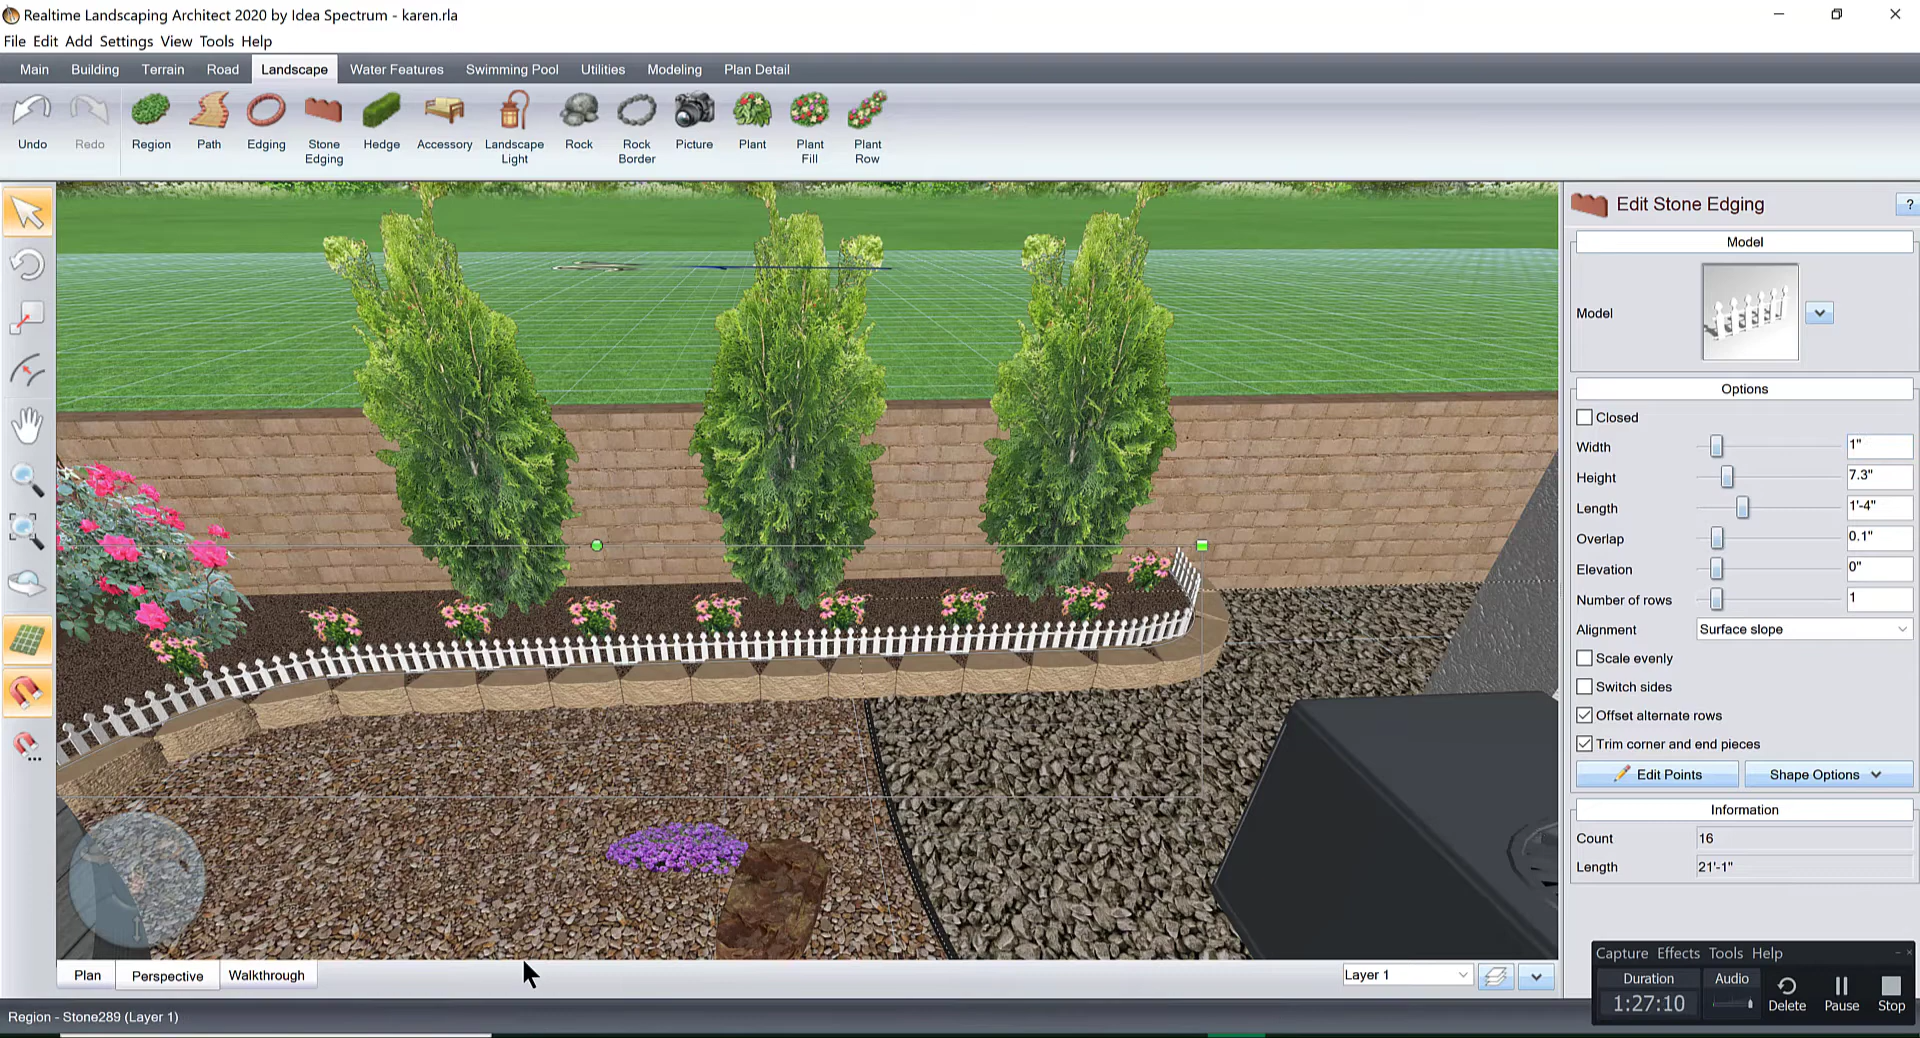 Realtime Landscaping Architect 2020 by Idea Spectrum - karen.rla
File Edit Add Settings View Tools Help
Main Building Terrain Road Landscape Water Features Swimming Pool Utilities Modeling Plan Detail
Undo Redo Region Path Edging Stone Edging Hedge Accessory Landscape Light Rock Rock Border Picture Plant Plant Fill Plant Row
Edit Stone Edging ?
Model
Model
Options
Closed
Width 1"
Height 7.3"
Length 1'-4"
Overlap 0.1"
Elevation 0"
Number of rows 1
Alignment Surface slope
Scale evenly
Switch sides
Offset alternate rows
Trim corner and end pieces
Edit Points Shape Options
Information
Count 16
Length 21'-1"
Plan Perspective Walkthrough
Layer 1
Region - Stone289 (Layer 1)
Capture Effects Tools Help
Duration Audio
1:27:10 Delete Pause Stop